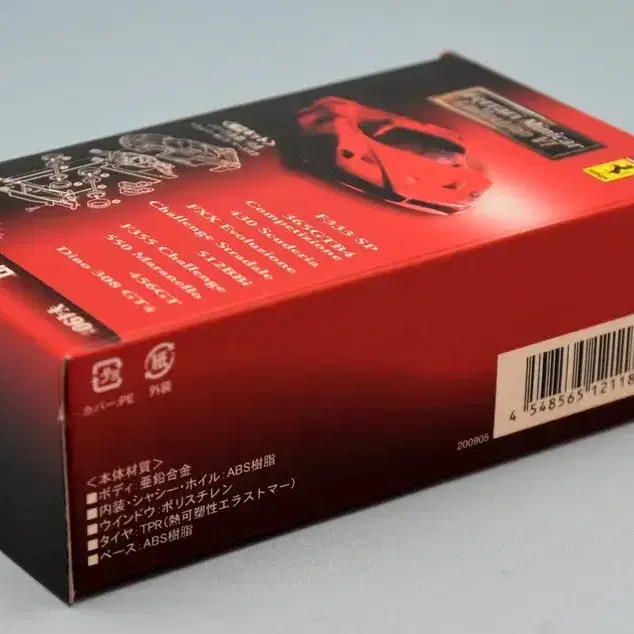 F333 SP
365GTB4
Competizione
430 Scuderia
FXX Evoluzione
Challenge Stradale
512BBi
F355 Challenge
550 Maranello
456GT
Dino 308 GT4
紙
外装
カバー:PE
4 548565 12118
200905
<本体材質>
■ボディ:亜鉛合金
■内装・シャシー・ホイル:ABS樹脂
■ウインドウ:ポリスチレン
■タイヤ:TPR(熱可塑性エラストマー)
■ベース:ABS樹脂